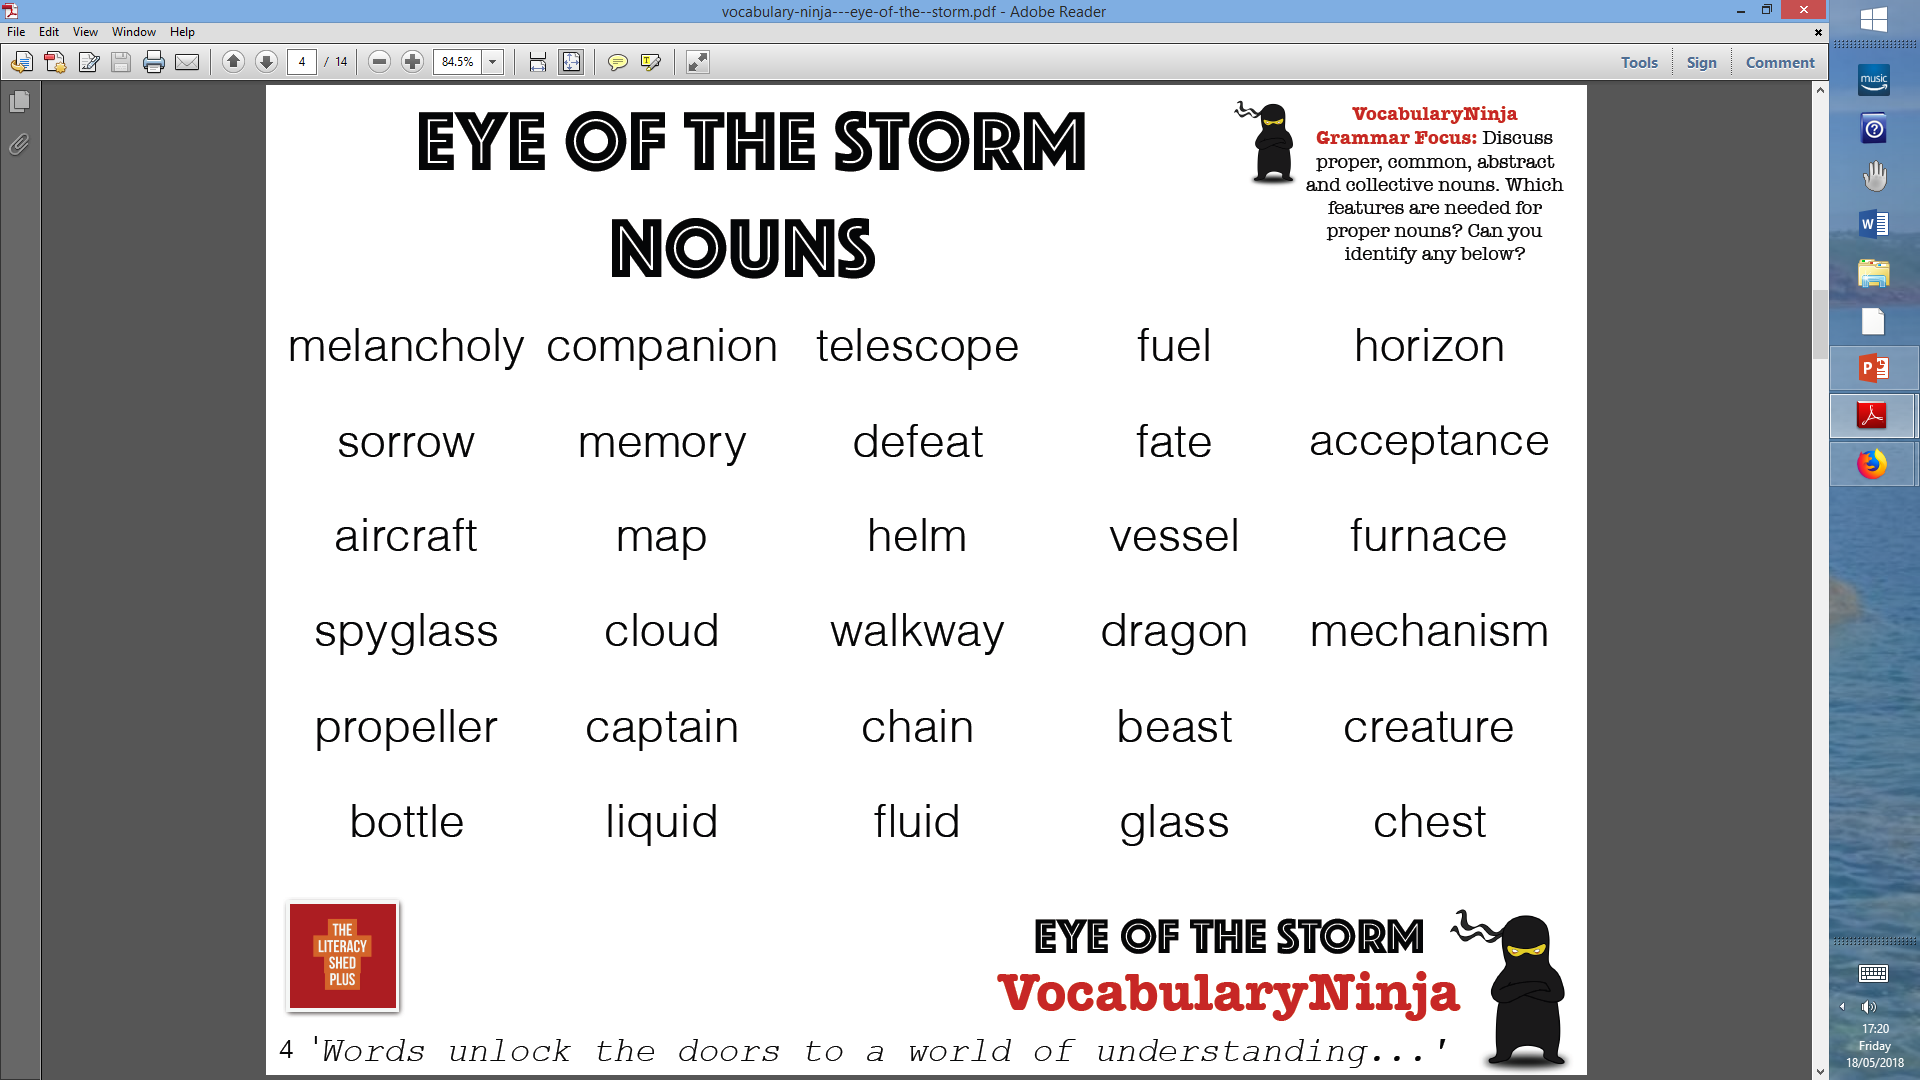 vocabulary-ninja---eye-of-the--storm.pdf - Adobe Reader
File Edit View Window Help
4 / 14 84.5% Tools Sign Comment
EYE OF THE STORM
NOUNS
VocabularyNinja
Grammar Focus: Discuss
proper, common, abstract
and collective nouns. Which
features are needed for
proper nouns? Can you
identify any below?
melancholy companion telescope fuel horizon
sorrow memory defeat fate acceptance
aircraft map helm vessel furnace
spyglass cloud walkway dragon mechanism
propeller captain chain beast creature
bottle liquid fluid glass chest
THE
LITERACY
SHED
PLUS
EYE OF THE STORM
VocabularyNinja
4 'Words unlock the doors to a world of understanding...'
music
17:20
Friday
18/05/2018